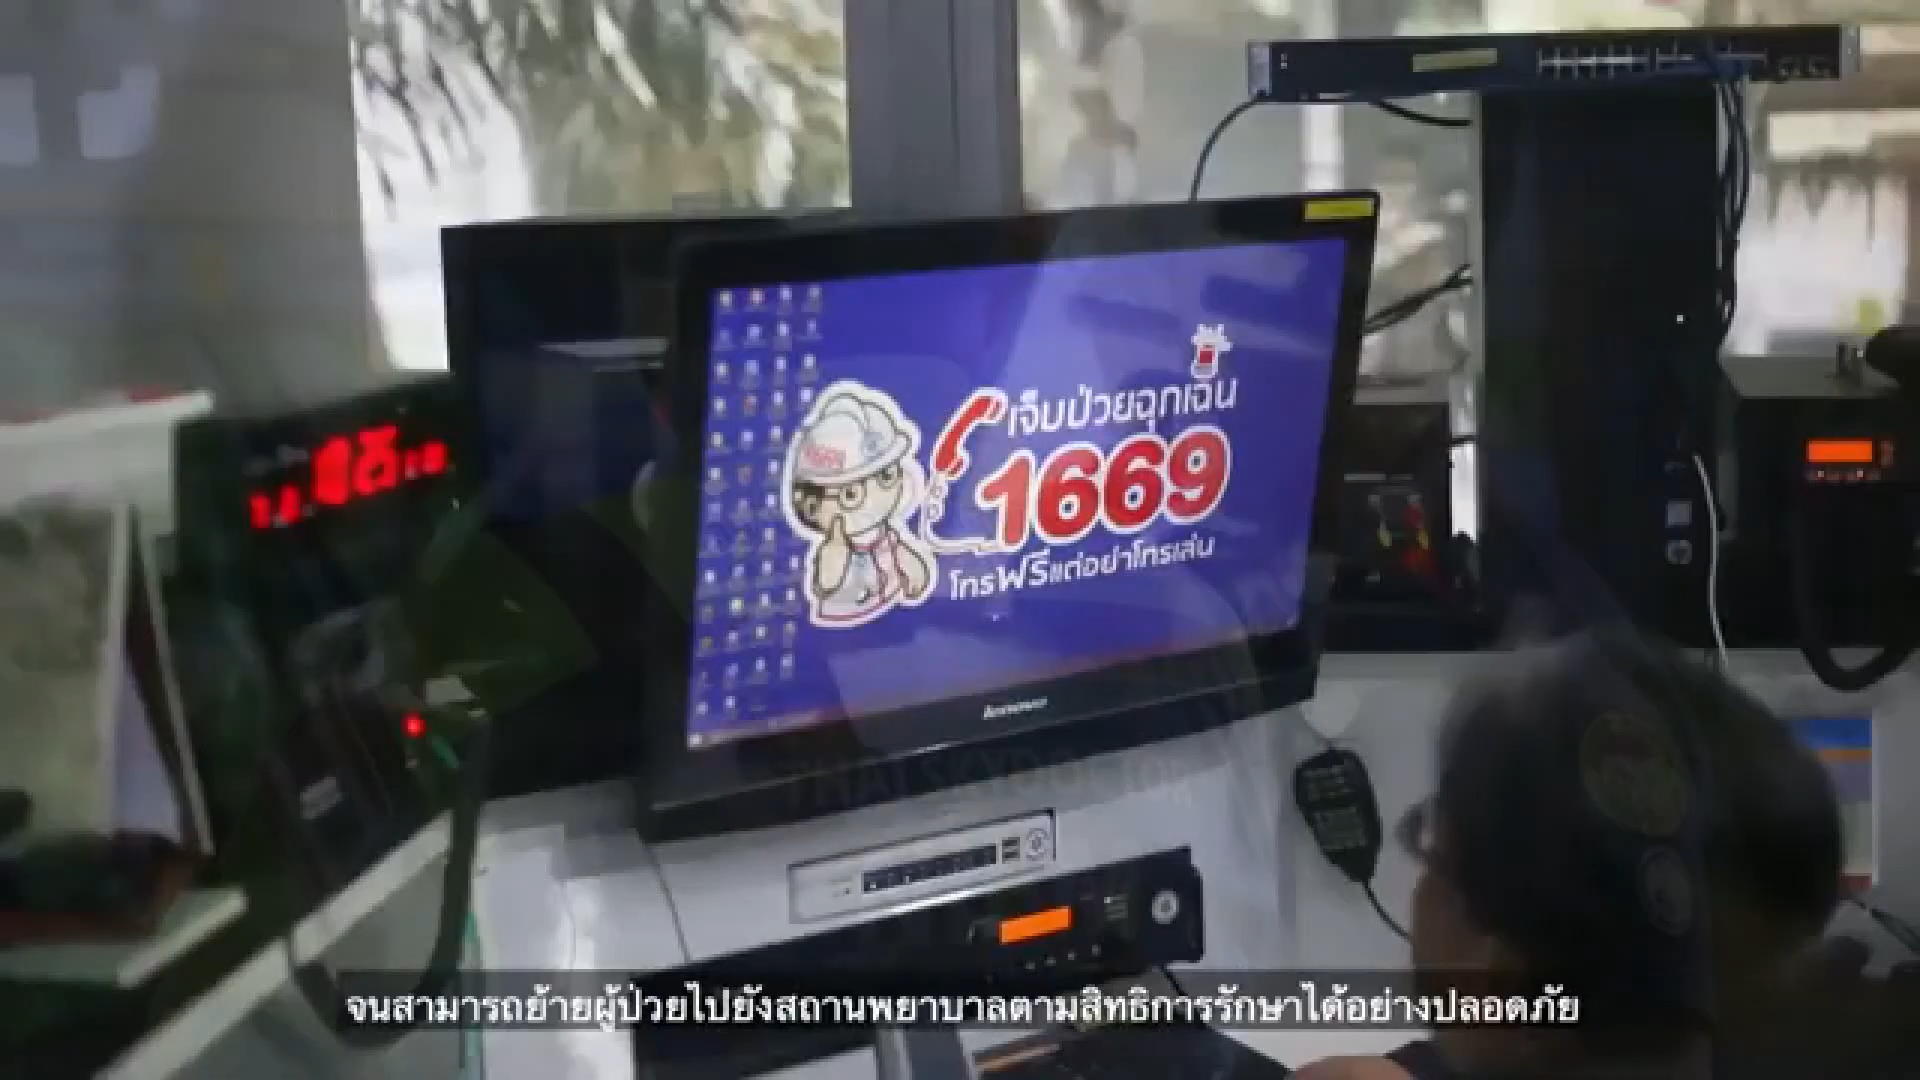 เจ็บป่วยฉุกเฉิน
1669
โทรฟรีแต่อย่าโทรเล่น
lenovo
THAI SKY DOCTOR
จนสามารถย้ายผู้ป่วยไปยังสถานพยาบาลตามสิทธิการรักษาได้อย่างปลอดภัย